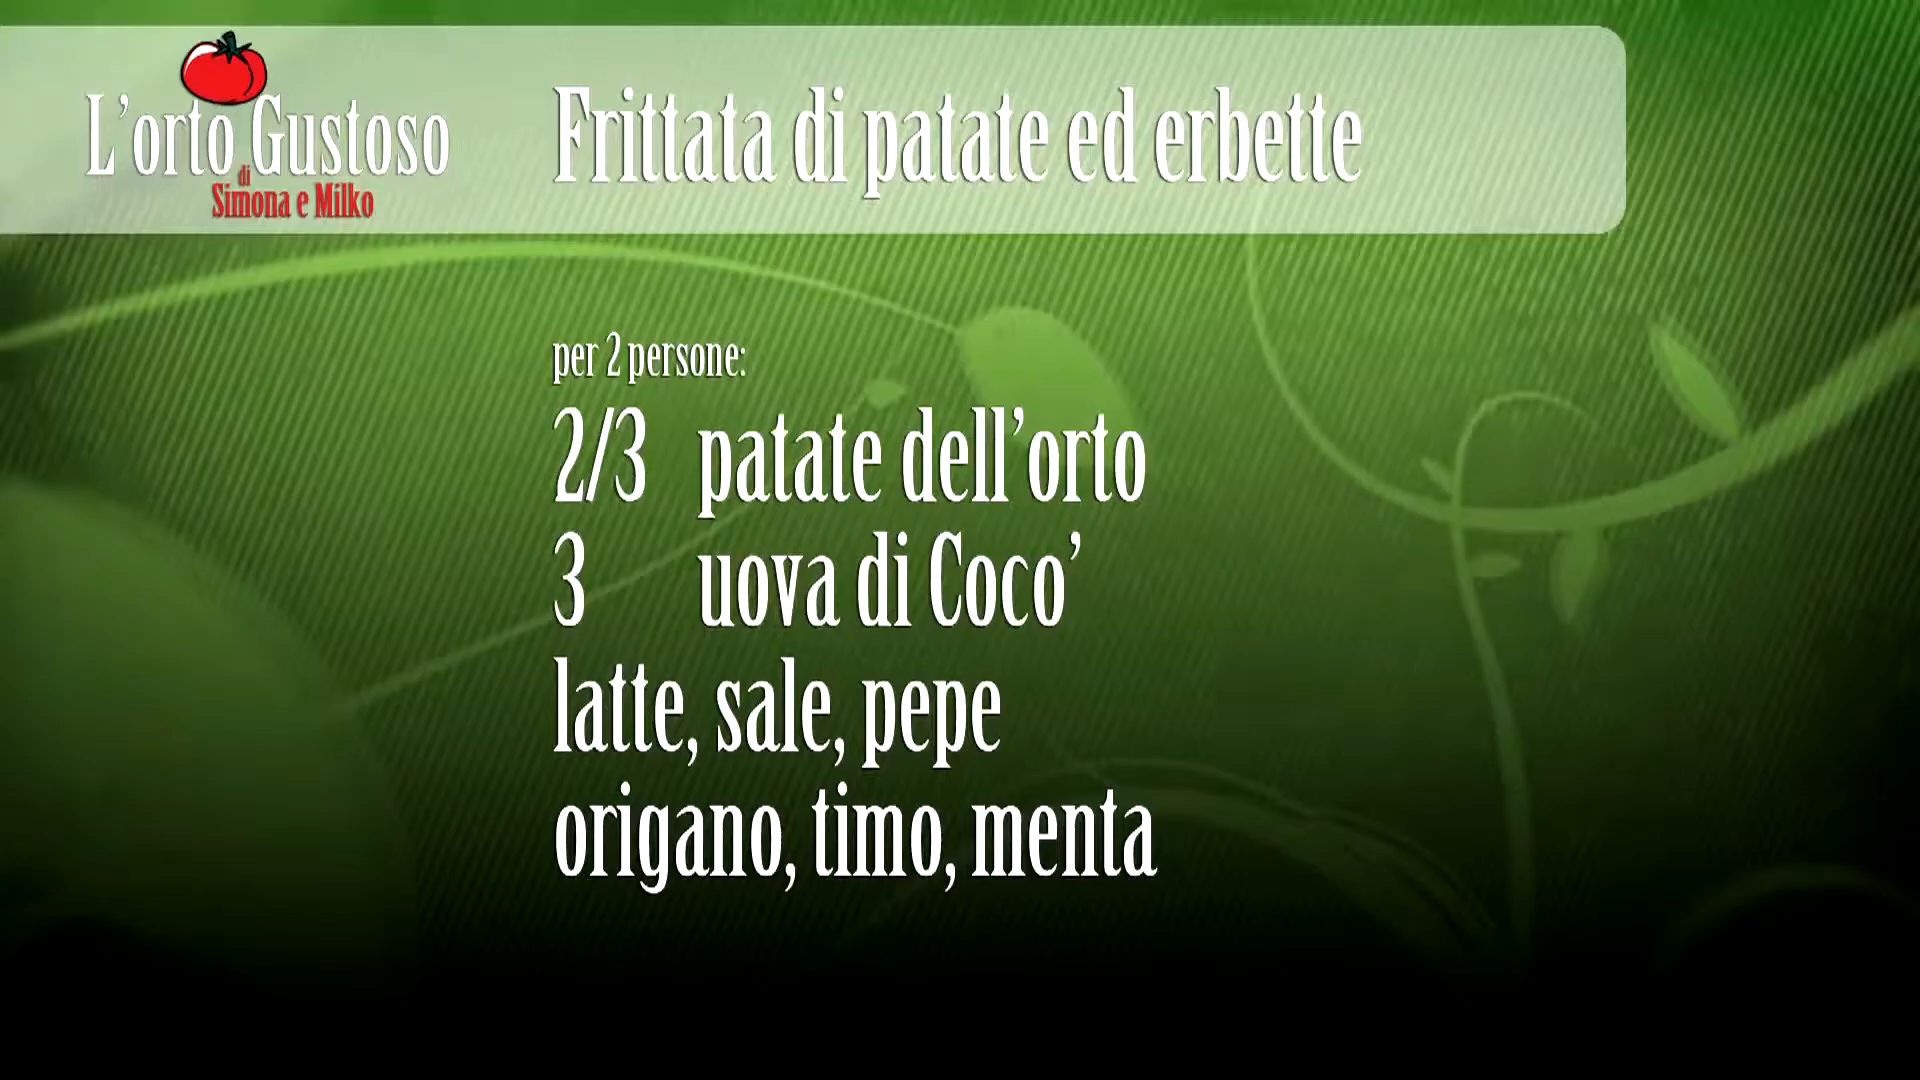 L'orto Gustoso
di
Simona e Milko
Frittata di patate ed erbette
per 2 persone:
2/3 patate dell'orto
3 uova di Coco'
latte, sale, pepe
origano, timo, menta